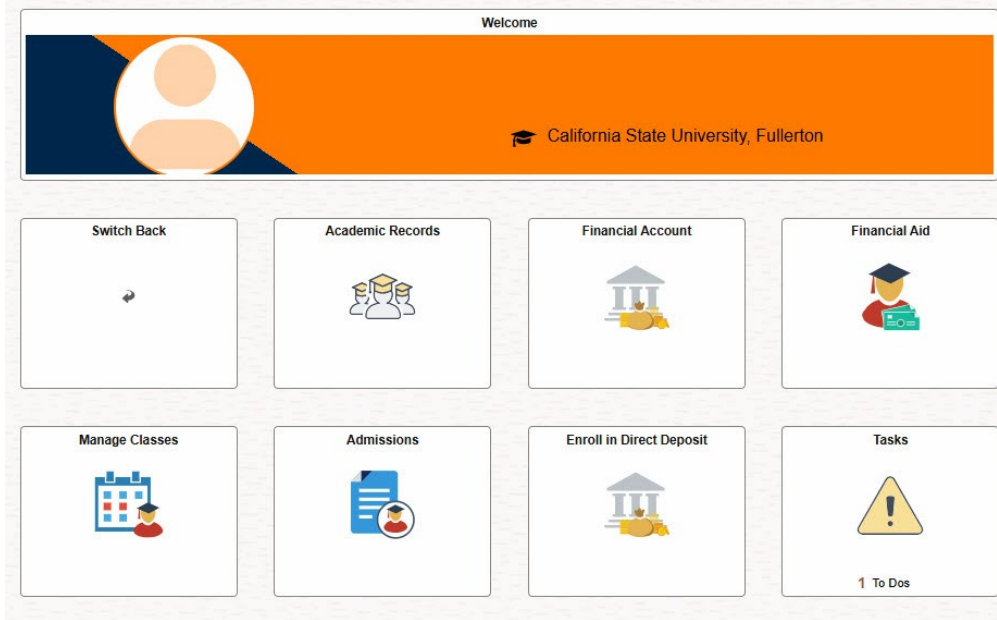 Welcome
California State University, Fullerton
Switch Back
Academic Records
Financial Account
Financial Aid
Manage Classes
Admissions
Enroll in Direct Deposit
Tasks
1 To Dos